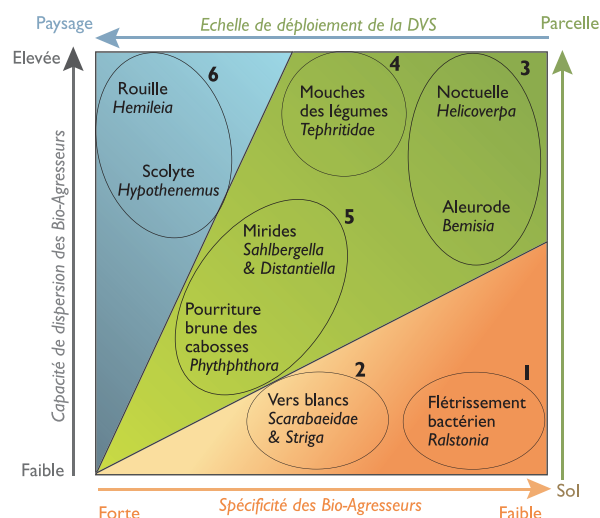 Paysage
Echelle de déploiement de la DVS
Parcelle
Elevée
6
4
3
Rouille
Hemileia
Mouches
des légumes
Tephritidae
Noctuelle
Helicoverpa
Scolyte
Hypothenemus
Aleurode
Bemisia
5
Mirides
Sahlbergella
& Distantiella
Pourriture
brune des
cabosses
Phythphthora
2
1
Vers blancs
Scarabaeidae
& Striga
Flétrissement
bactérien
Ralstonia
Capacité de dispersion des Bio-Agresseurs
Faible
Sol
Forte
Spécificité des Bio-Agresseurs
Faible